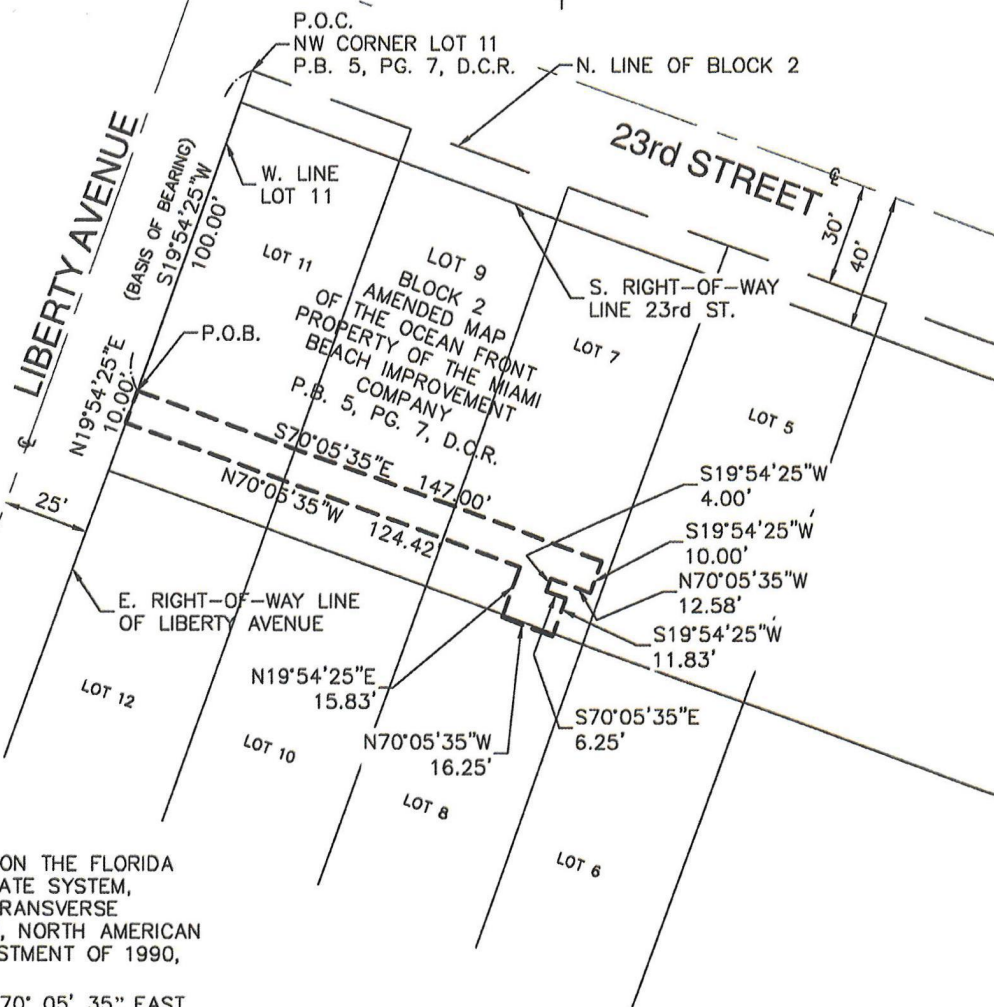 P.O.C.
NW CORNER LOT 11
P.B. 5, PG. 7, D.C.R.
N. LINE OF BLOCK 2
23rd STREET
℄
30'
40'
LIBERTY AVENUE
(BASIS OF BEARING)
S19°54'25"W
100.00'
W. LINE
LOT 11
LOT 11
LOT 9
BLOCK 2
AMENDED MAP
OF THE OCEAN FRONT
PROPERTY OF THE MIAMI
BEACH IMPROVEMENT
COMPANY
P.B. 5, PG. 7, D.C.R.
S. RIGHT-OF-WAY
LINE 23rd ST.
LOT 7
LOT 5
P.O.B.
N19°54'25"E
10.00'
℄
25'
S70°05'35"E 147.00'
N70°05'35"W 124.42'
S19°54'25"W
4.00'
S19°54'25"W
10.00'
N70°05'35"W
12.58'
S19°54'25"W
11.83'
S70°05'35"E
6.25'
E. RIGHT-OF-WAY LINE
OF LIBERTY AVENUE
N19°54'25"E
15.83'
N70°05'35"W
16.25'
LOT 12
LOT 10
LOT 8
LOT 6
ON THE FLORIDA
ATE SYSTEM,
RANSVERSE
, NORTH AMERICAN
STMENT OF 1990,
70° 05' 35" EAST